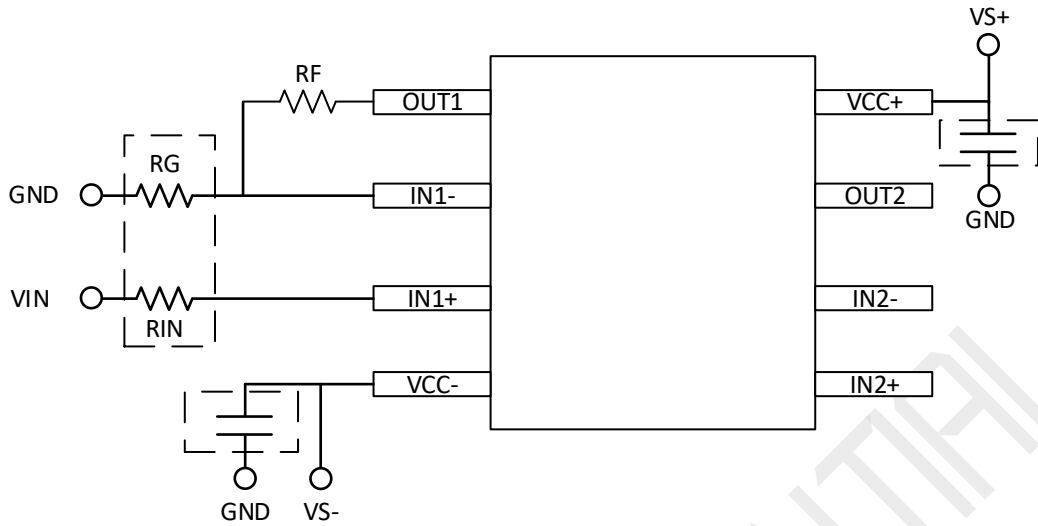 VS+
RF
OUT1
VCC+
RG
GND
IN1-
OUT2
GND
VIN
IN1+
IN2-
RIN
VCC-
IN2+
GND
VS-